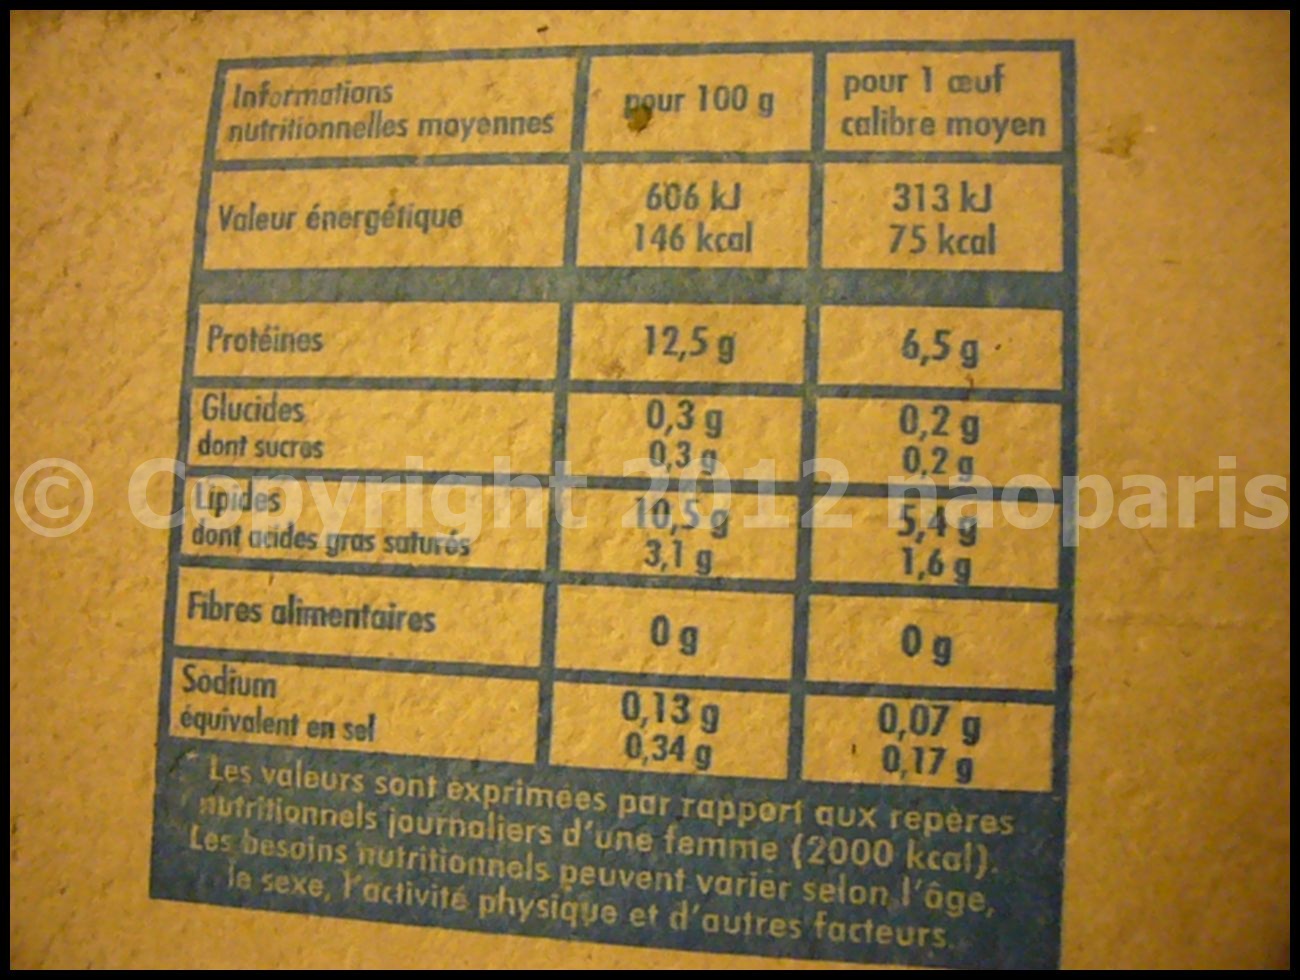 Informations
nutritionnelles moyennes
pour 100 g
pour 1 œuf
calibre moyen
Valeur énergétique
606 kJ
146 kcal
313 kJ
75 kcal
Protéines
12,5 g
6,5 g
Glucides
dont sucres
0,3 g
0,3 g
0,2 g
0,2 g
© Copyright 2012 naoparis
Lipides
dont acides gras saturés
10,5 g
3,1 g
5,4 g
1,6 g
Fibres alimentaires
0 g
0 g
Sodium
équivalent en sel
0,13 g
0,34 g
0,07 g
0,17 g
Les valeurs sont exprimées par rapport aux repères
nutritionnels journaliers d'une femme (2000 kcal).
Les besoins nutritionnels peuvent varier selon l'âge,
le sexe, l'activité physique et d'autres facteurs.